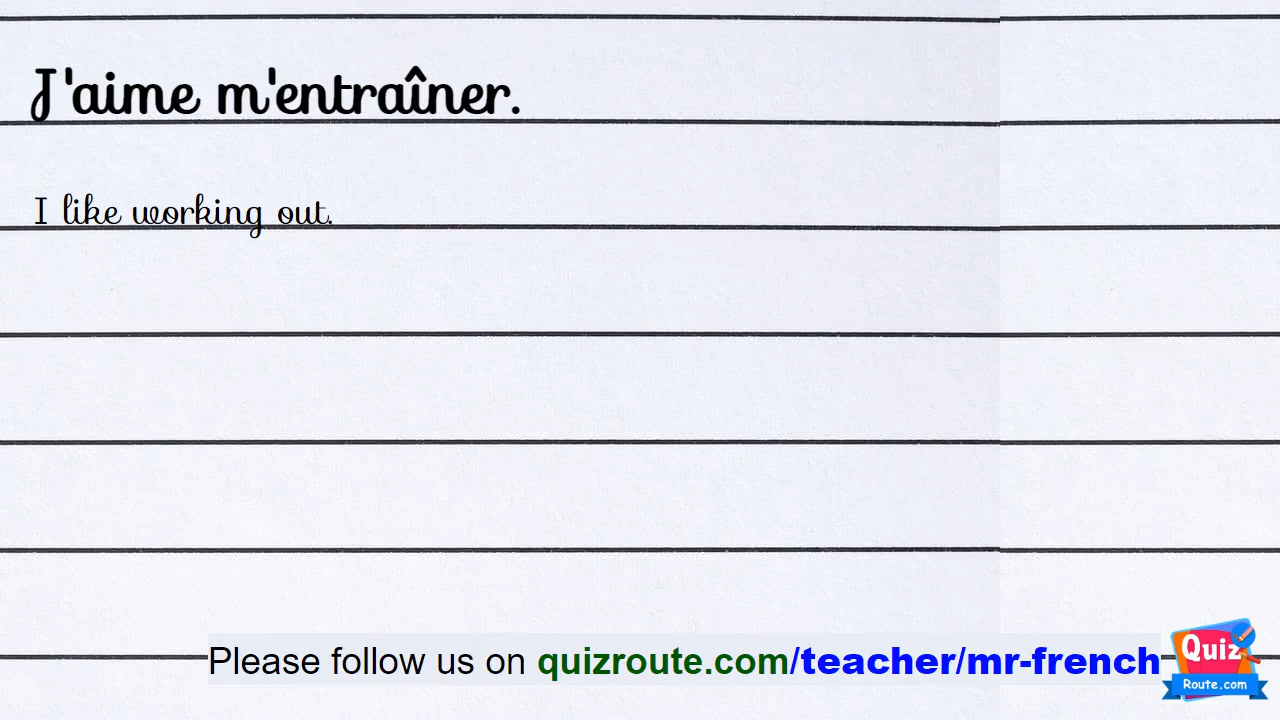 J'aime m'entraîner.
I like working out.
Please follow us on quizroute.com/teacher/mr-french
Quiz
Route.com